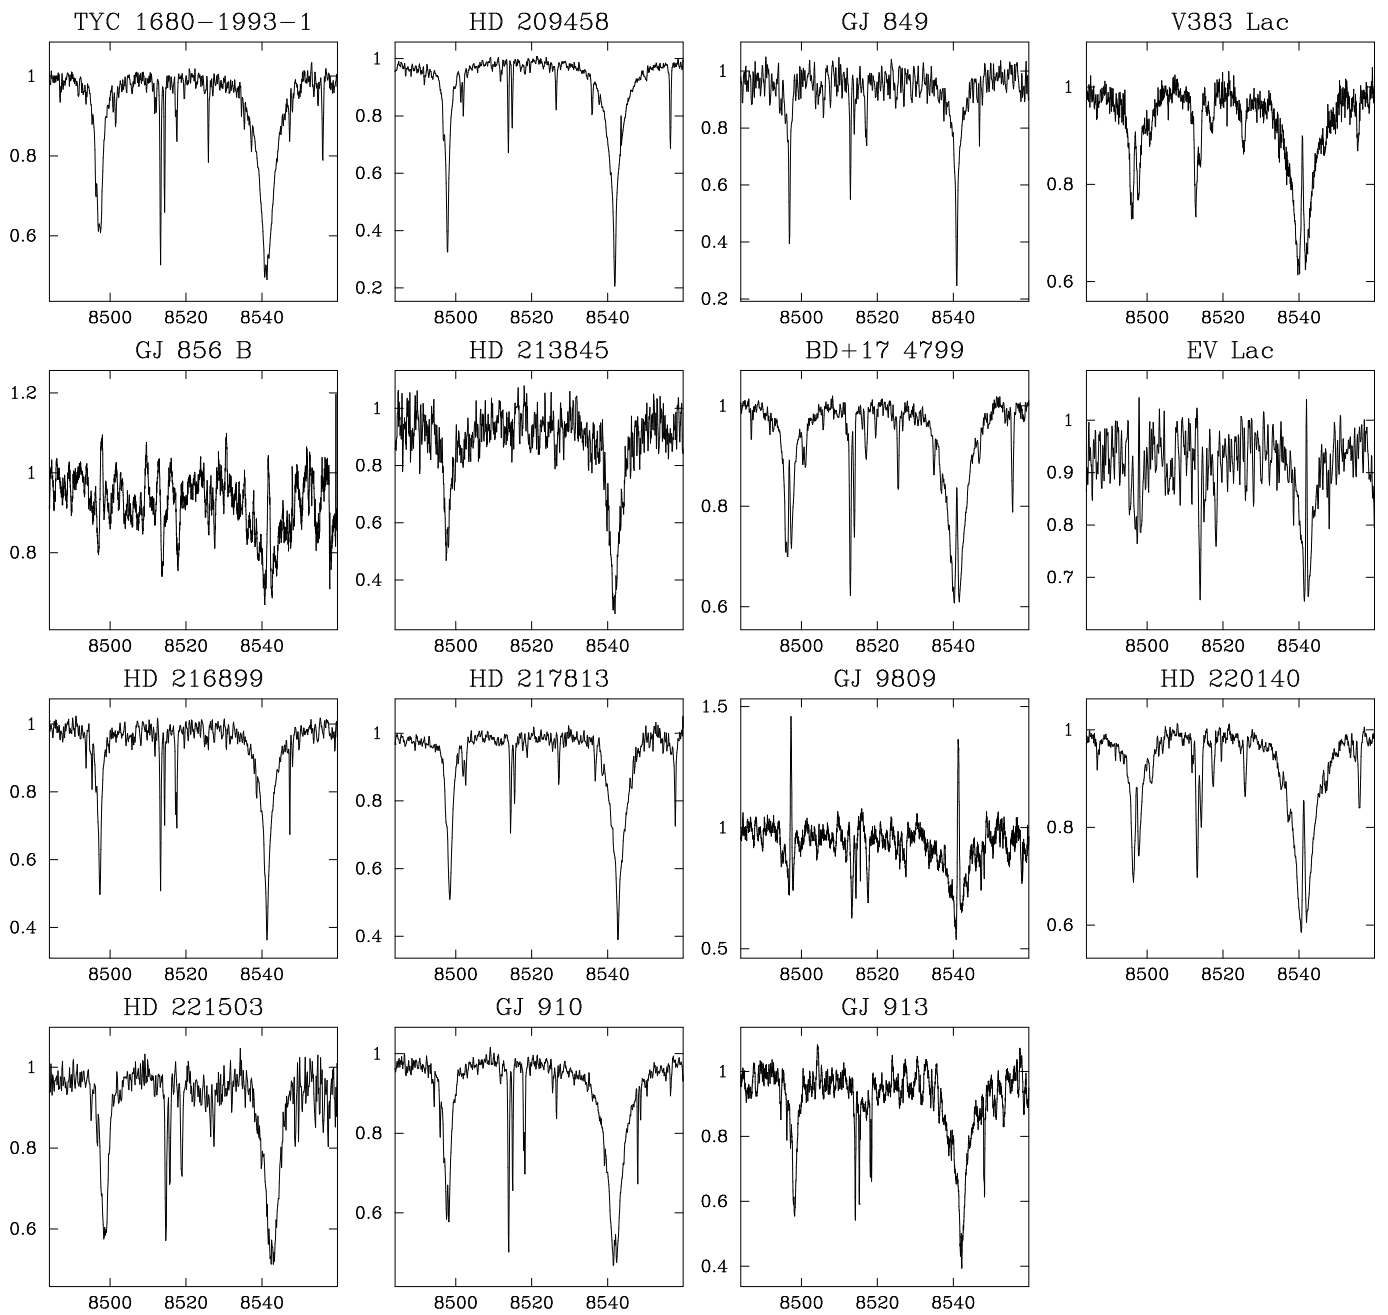 TYC 1680−1993−1 HD 209458 GJ 849 V383 Lac
1 1 1 1
0.8 0.8 0.8 0.8
0.6 0.6 0.6 0.6
0.4 0.4
0.2 0.2
8500 8520 8540 8500 8520 8540 8500 8520 8540 8500 8520 8540
GJ 856 B HD 213845 BD+17 4799 EV Lac
1.2 1 1 1
1 0.8 0.8 0.9
0.8 0.6 0.6 0.8
0.4 0.7
8500 8520 8540 8500 8520 8540 8500 8520 8540 8500 8520 8540
HD 216899 HD 217813 GJ 9809 HD 220140
1 1 1.5 1
0.8 0.8 1 0.8
0.6 0.6 0.5 0.6
0.4 0.4
8500 8520 8540 8500 8520 8540 8500 8520 8540 8500 8520 8540
HD 221503 GJ 910 GJ 913
1 1 1
0.8 0.8 0.8
0.6 0.6 0.6
0.4
8500 8520 8540 8500 8520 8540 8500 8520 8540